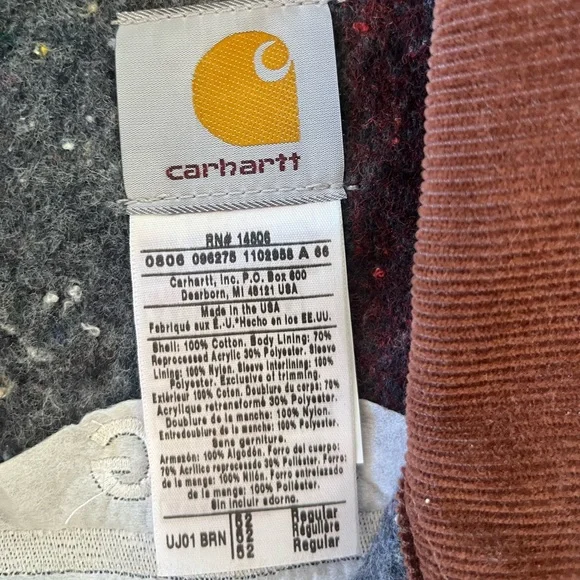 carhartt
RN# 14806
0806 096275 1102958 A 66
Carhartt, Inc. P.O. Box 600
Dearborn, MI 48121 USA
Made in the USA
Fabriqué aux E.-U.*Hecho en los EE.UU.
Shell: 100% Cotton. Body Lining: 70%
Reprocessed Acrylic 30% Polyester. Sleeve
Lining: 100% Nylon. Sleeve Interlining: 100%
Polyester. Exclusive of trimming.
Extérieur 100% Coton. Doublure du corps: 70%
Acrylique retransformé 30% Polyester.
Doublure de la manche: 100% Nylon.
Entredoublure de la manche: 100% Polyester.
Sans garniture.
Armazón: 100% Algodón. Forro del cuerpo:
70% Acrílico reprocesado 30% Poliéster. Forro
de la manga: 100% Nilón. Forro entrelazado
de la manga: 100% Poliéster.
Sin incluir adorno.
52 Regular
UJ01 BRN 52 Régulière
52 Regular